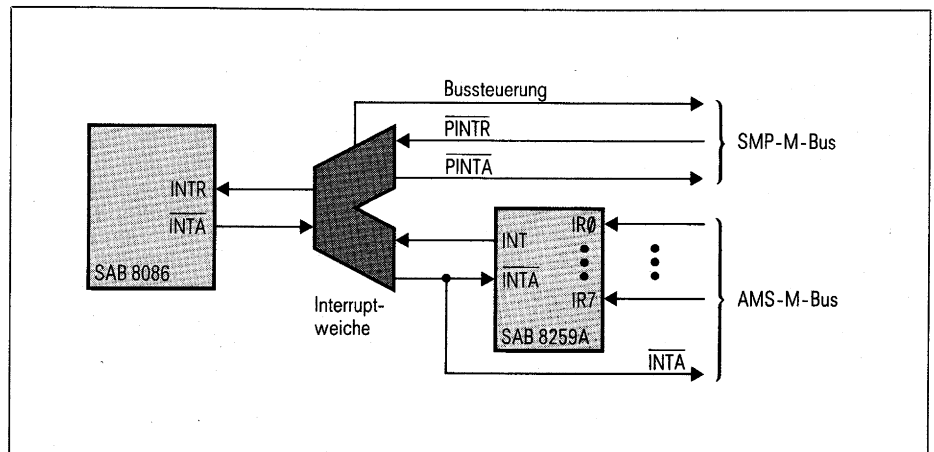 Bussteuerung
PINTR
PINTA
SMP-M-Bus
INTR
INTA
SAB 8086
INT
INTA
IR0
IR7
SAB 8259A
Interrupt-
weiche
AMS-M-Bus
INTA